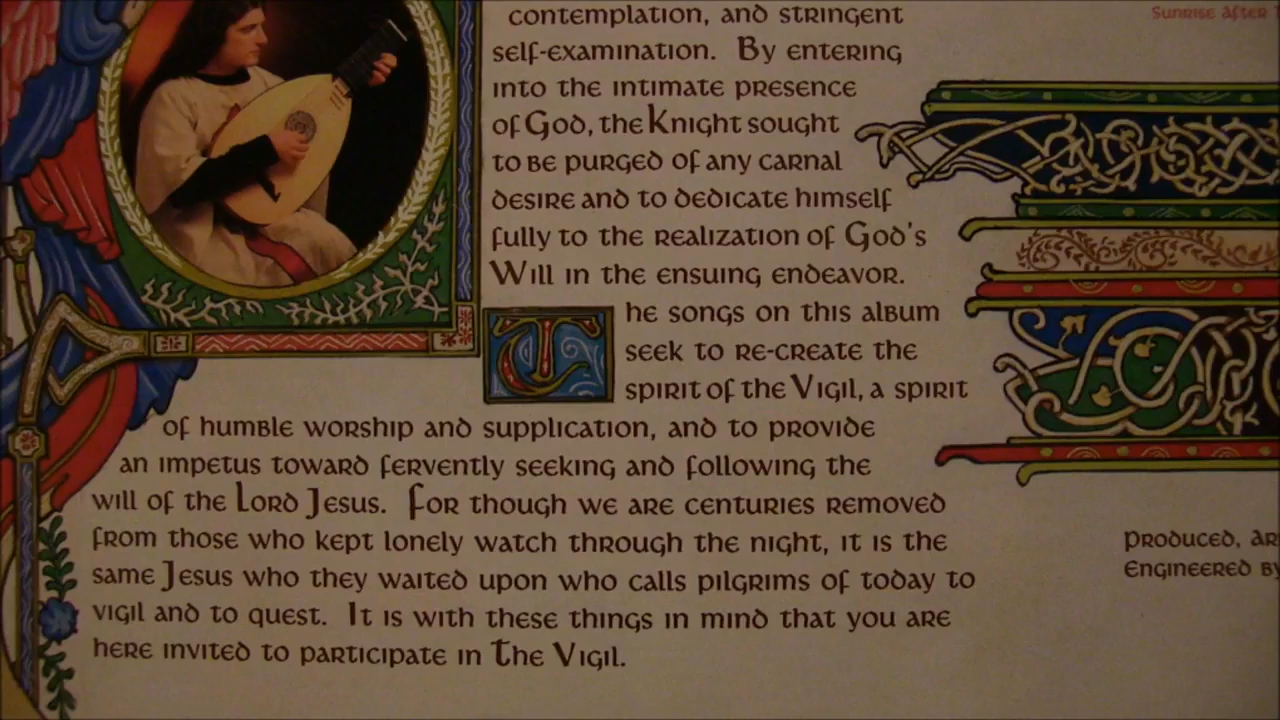 contemplation, and stringent
self-examination. By entering
into the intimate presence
of God, the Knight sought
to be purged of any carnal
desire and to dedicate himself
fully to the realization of God's
Will in the ensuing endeavor.
The songs on this album
seek to re-create the
spirit of the Vigil, a spirit
of humble worship and supplication, and to provide
an impetus toward fervently seeking and following the
will of the Lord Jesus. For though we are centuries removed
from those who kept lonely watch through the night, it is the
same Jesus who they waited upon who calls pilgrims of today to
vigil and to quest. It is with these things in mind that you are
here invited to participate in The Vigil.
Sunrise After
Produced, Ar
Engineered by